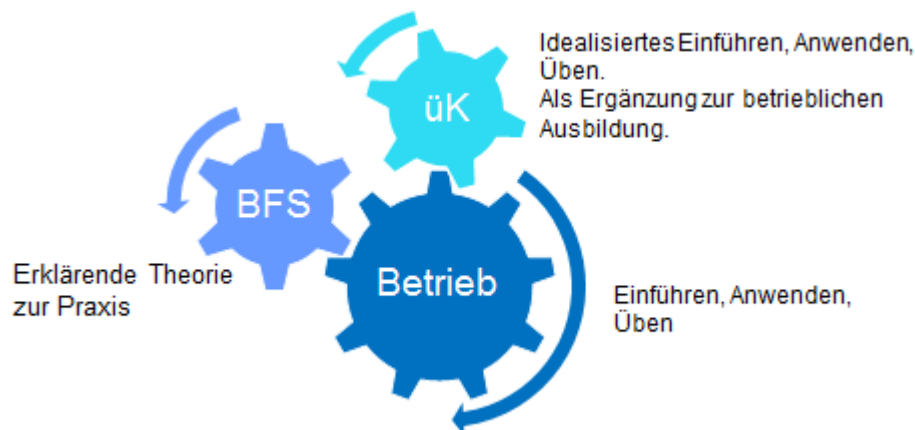 üK
Idealisiertes Einführen, Anwenden,
Üben.
Als Ergänzung zur betrieblichen
Ausbildung.
BFS
Erklärende Theorie
zur Praxis
Betrieb
Einführen, Anwenden,
Üben